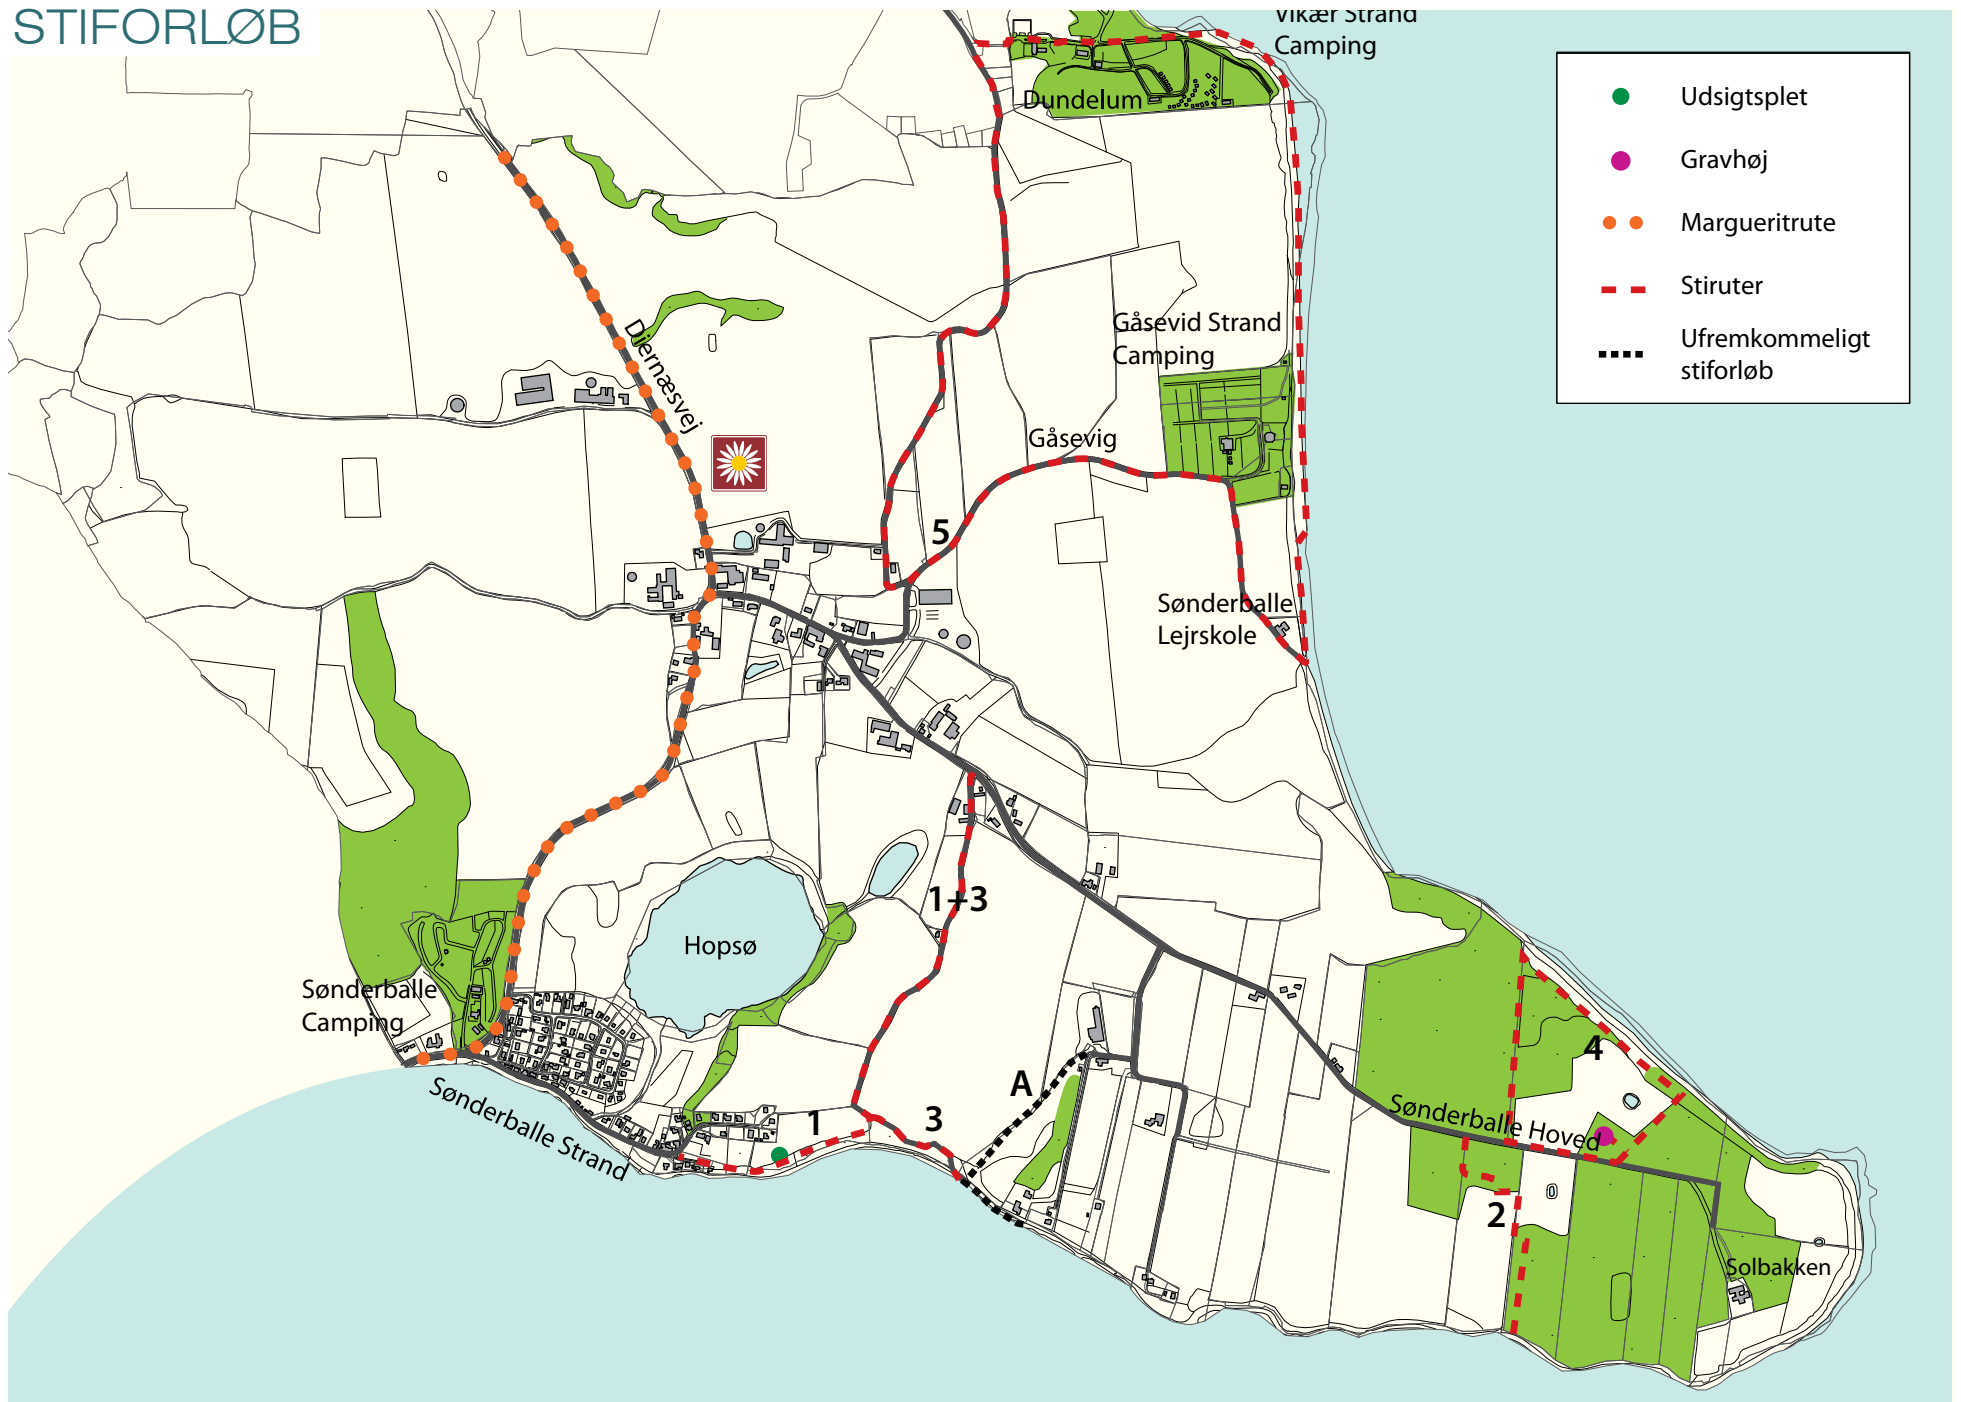 STIFORLØB
Vikær Strand
Camping
Dundelum
Udsigtsplet
Gravhøj
Margueritrute
Stiruter
Ufremkommeligt
stiforløb
Djernæsvej
Gåsevid Strand
Camping
Gåsevig
5
Sønderballe
Lejrskole
1+3
Hopsø
Sønderballe
Camping
Sønderballe Strand
1
3
A
4
Sønderballe Hoved
2
Solbakken